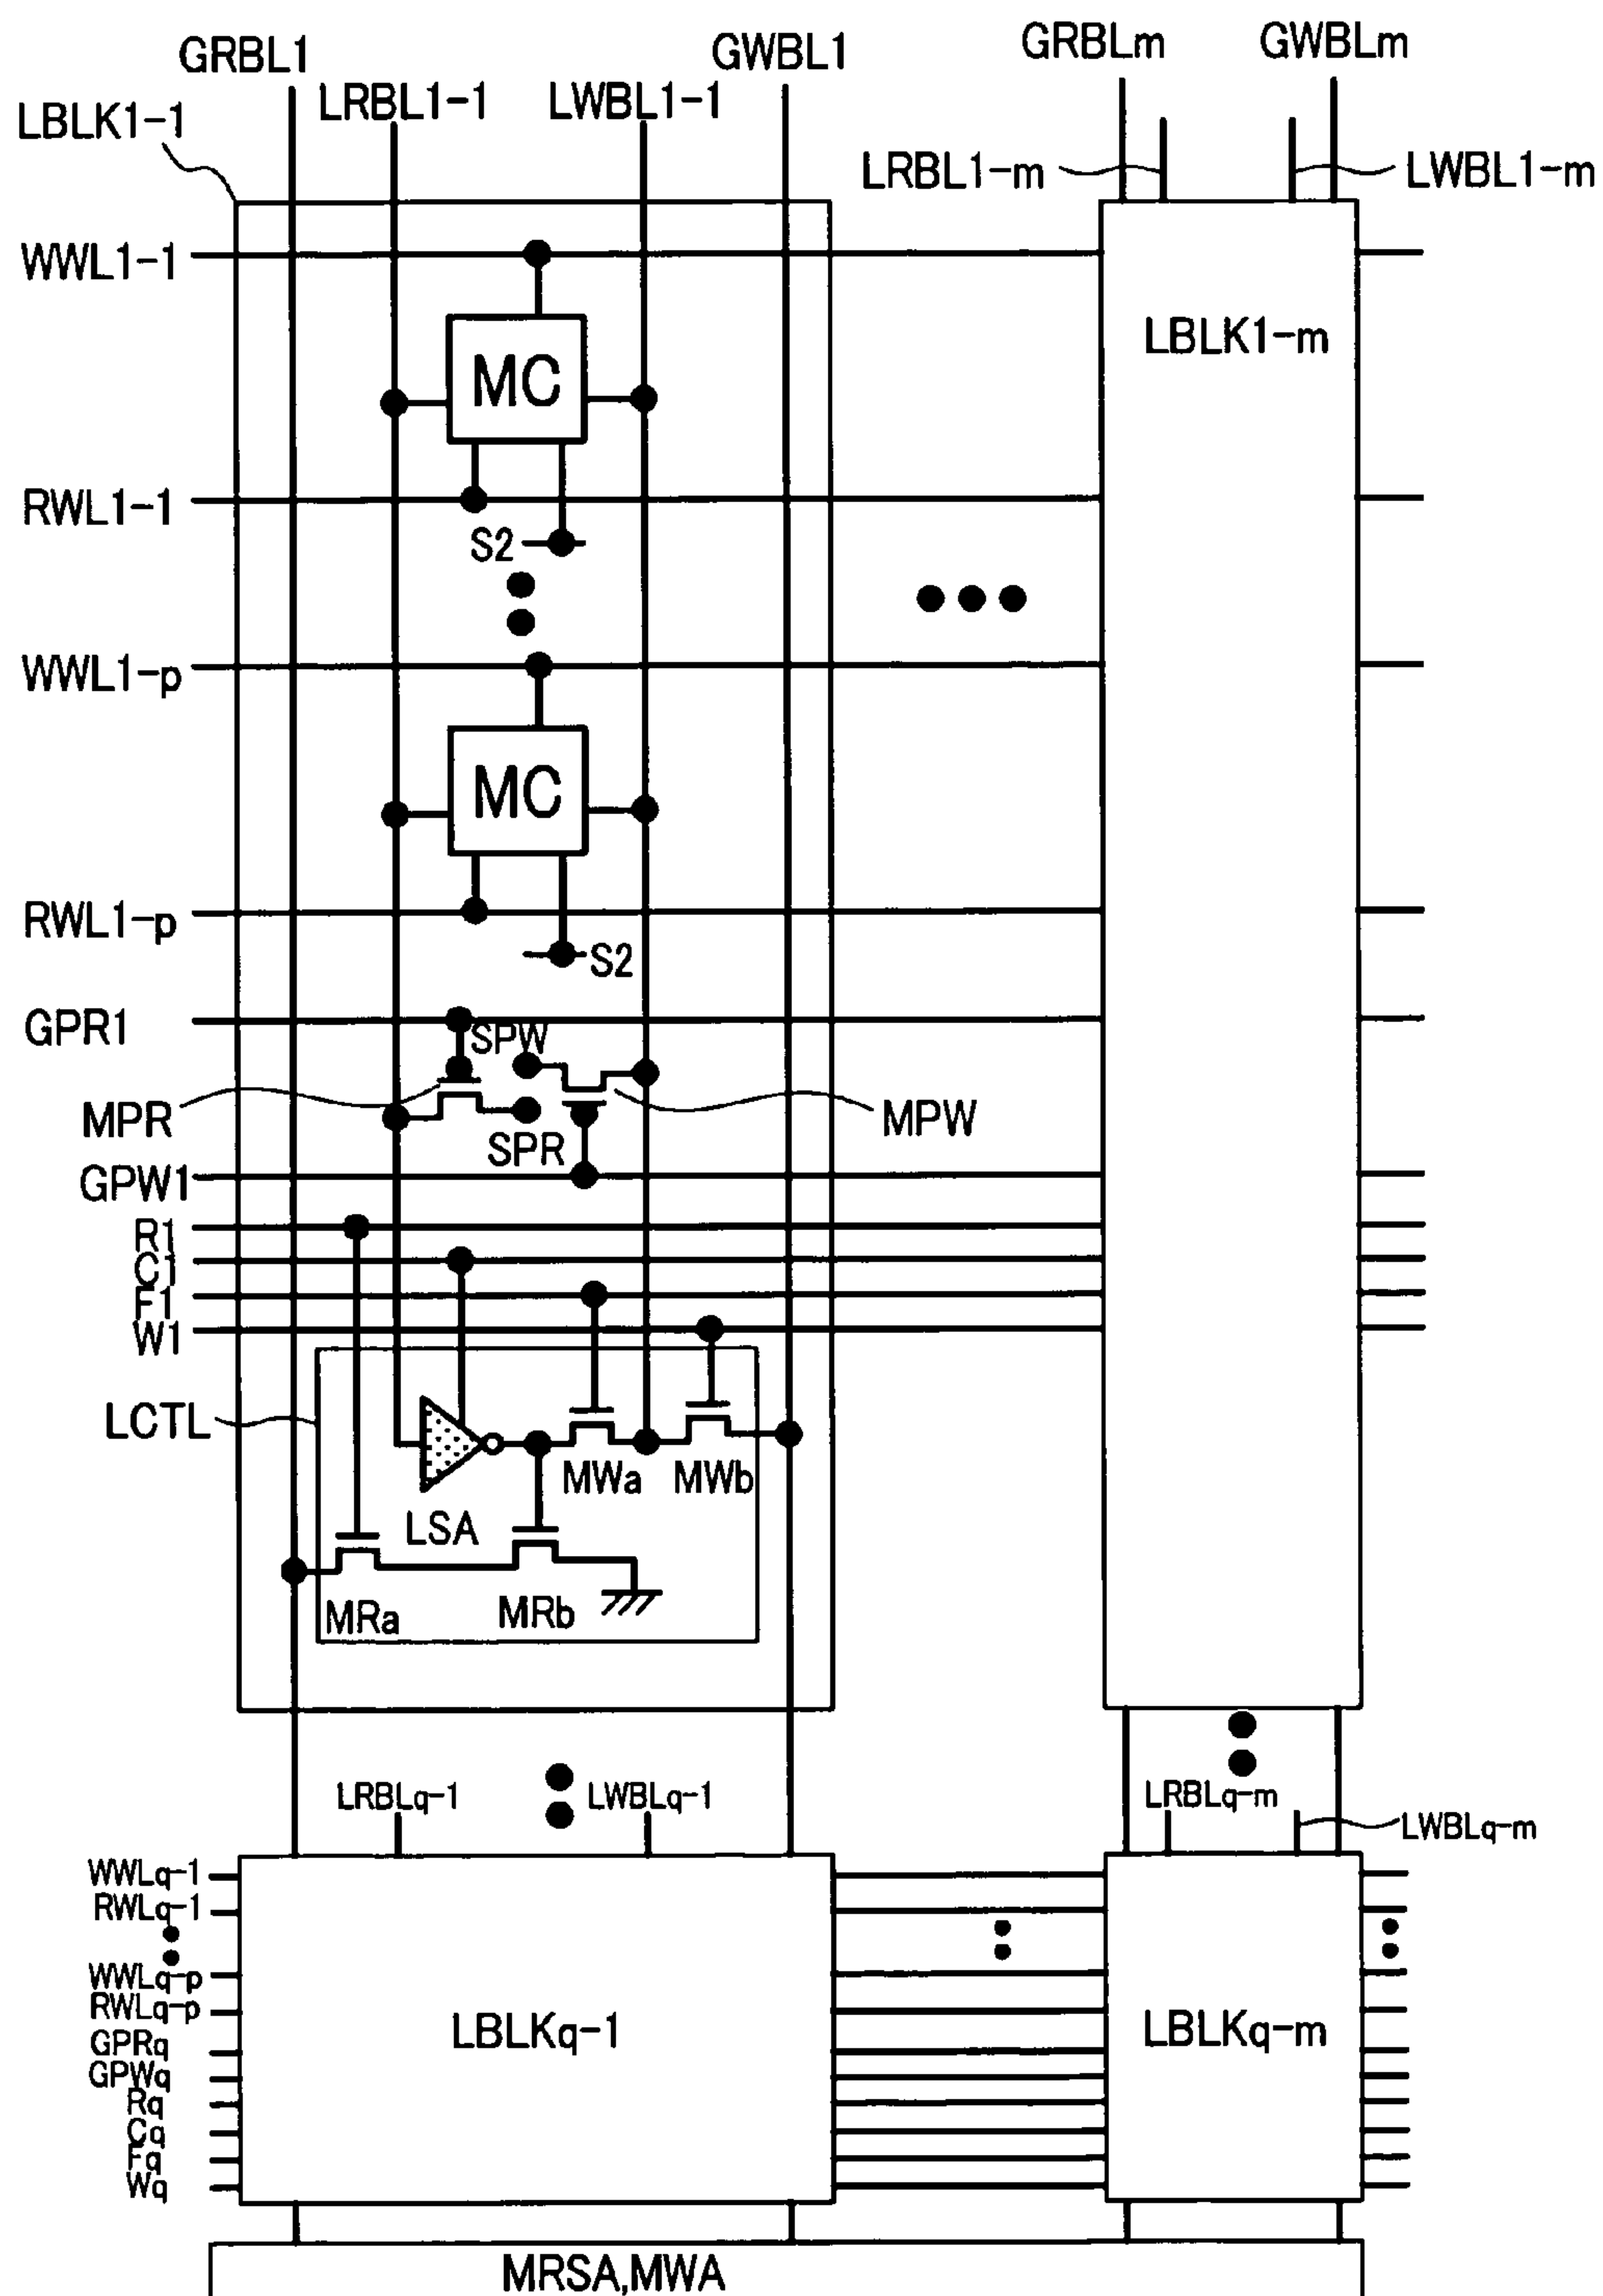 GRBL1
GWBL1
GRBLm
GWBLm
LRBL1-1
LWBL1-1
LBLK1-1
LRBL1-m
LWBL1-m
WWL1-1
LBLK1-m
MC
RWL1-1
S2
WWL1-p
MC
RWL1-p
S2
GPR1
SPW
MPR
MPW
SPR
GPW1
R1
C1
F1
W1
LCTL
MWa
MWb
LSA
MRa
MRb
LRBLq-1
LWBLq-1
LRBLq-m
LWBLq-m
WWLq-1
RWLq-1
WWLq-p
RWLq-p
GPRq
GPWq
Rq
Cq
Fq
Wq
LBLKq-1
LBLKq-m
MRSA,MWA